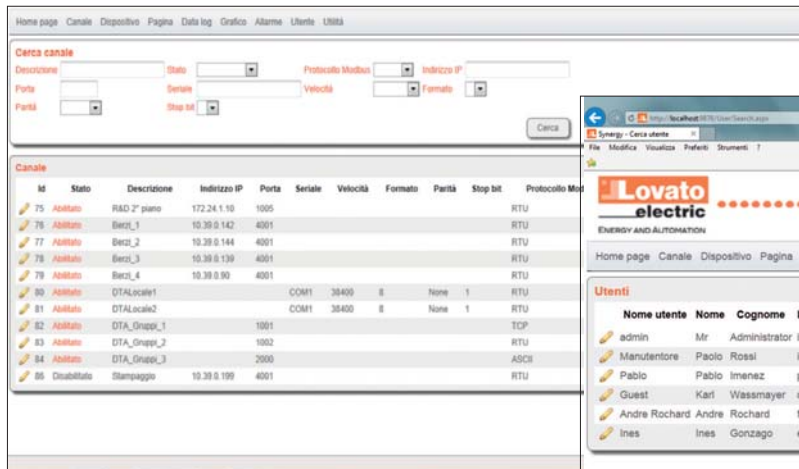 Home page Canale Dispositivo Pagina Data log Grafico Allarme Utente Utilità
Cerca canale
Descrizione Stato Protocollo Modbus Indirizzo IP
Porta Seriale Velocità Formato
Parità Stop bit
Cerca
Canale
Id Stato Descrizione Indirizzo IP Porta Seriale Velocità Formato Parità Stop bit Protocollo Mod
75 Abilitato R&D 2° piano 172.24.1.10 1005 RTU
76 Abilitato Berzi_1 10.39.0.142 4001 RTU
77 Abilitato Berzi_2 10.39.0.144 4001 RTU
78 Abilitato Berzi_3 10.39.0.139 4001 RTU
79 Abilitato Berzi_4 10.39.0.90 4001 RTU
80 Abilitato DTALocale1 COM1 38400 8 None 1 RTU
81 Abilitato DTALocale2 COM1 38400 8 None 1 RTU
82 Abilitato DTA_Gruppi_1 1001 TCP
83 Abilitato DTA_Gruppi_2 1002 RTU
84 Abilitato DTA_Gruppi_3 2000 ASCII
86 Disabilitato Stampaggio 10.39.0.199 4001 RTU
Synergy - Cerca utente
File Modifica Visualizza Preferiti Strumenti ?
Lovato
electric
ENERGY AND AUTOMATION
Home page Canale Dispositivo Pagina
Utenti
Nome utente Nome Cognome
admin Mr Administrator
Manutentore Paolo Rossi
Pablo Pablo Imenez
Guest Karl Wassmayer
Andre Rochard Andre Rochard
Ines Ines Gonzago